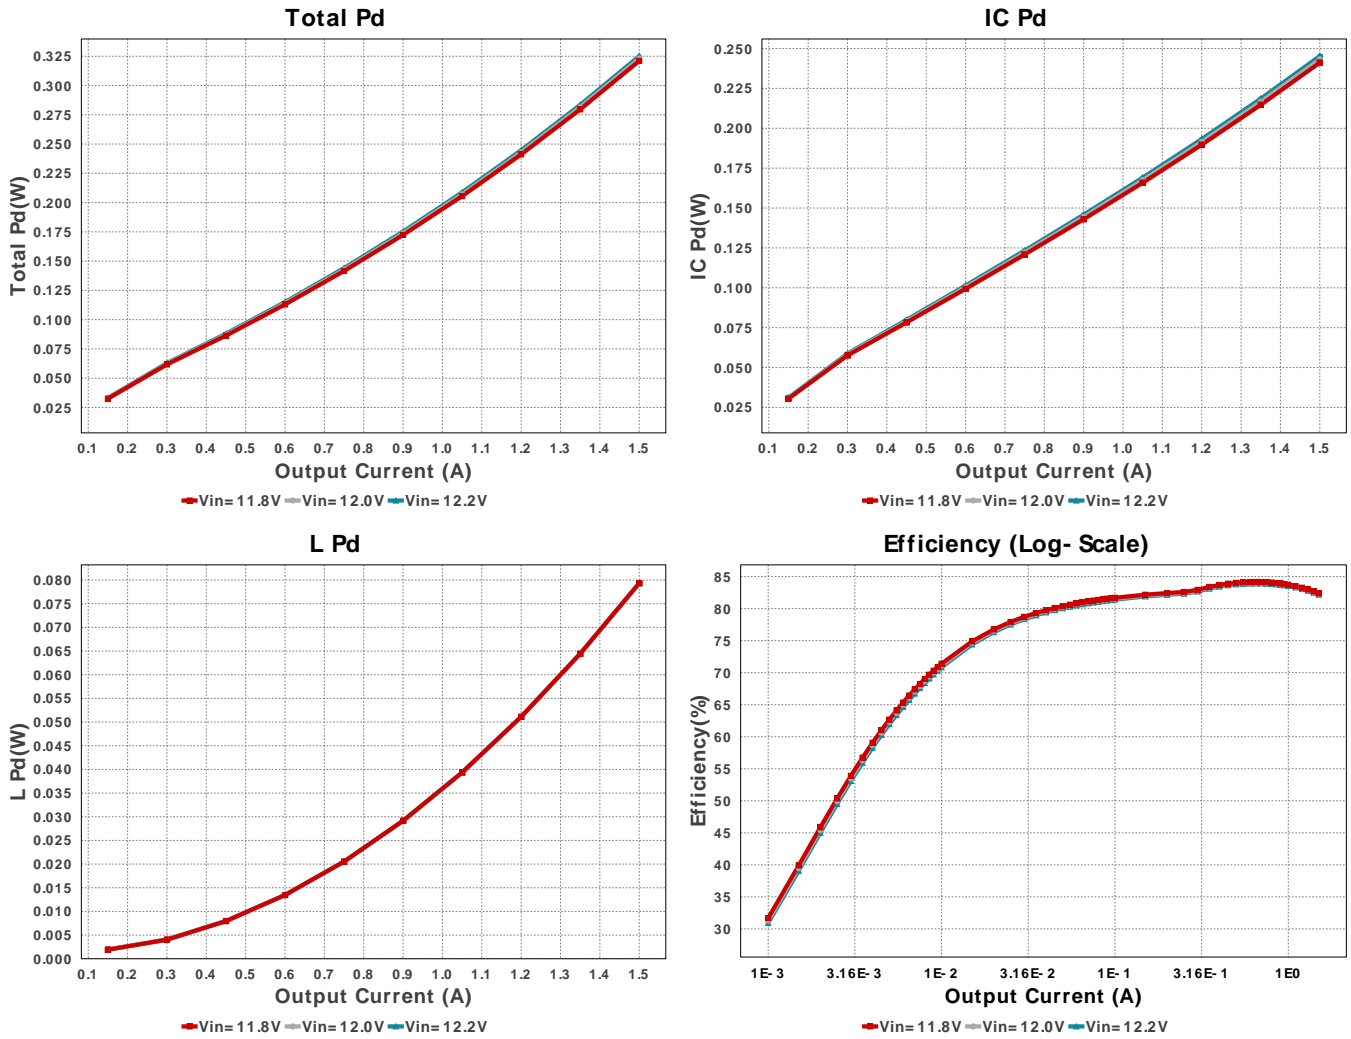 Total Pd
0.325
0.300
0.275
0.250
0.225
0.200
0.175
0.150
0.125
0.100
0.075
0.050
0.025
Total Pd(W)
0.1 0.2 0.3 0.4 0.5 0.6 0.7 0.8 0.9 1.0 1.1 1.2 1.3 1.4 1.5
Output Current (A)
Vin=11.8V Vin=12.0V Vin=12.2V
IC Pd
0.250
0.225
0.200
0.175
0.150
0.125
0.100
0.075
0.050
0.025
IC Pd(W)
0.1 0.2 0.3 0.4 0.5 0.6 0.7 0.8 0.9 1.0 1.1 1.2 1.3 1.4 1.5
Output Current (A)
Vin=11.8V Vin=12.0V Vin=12.2V
L Pd
0.080
0.075
0.070
0.065
0.060
0.055
0.050
0.045
0.040
0.035
0.030
0.025
0.020
0.015
0.010
0.005
0.000
L Pd(W)
0.1 0.2 0.3 0.4 0.5 0.6 0.7 0.8 0.9 1.0 1.1 1.2 1.3 1.4 1.5
Output Current (A)
Vin=11.8V Vin=12.0V Vin=12.2V
Efficiency (Log-Scale)
85
80
75
70
65
60
55
50
45
40
35
30
Efficiency(%)
1E-3 3.16E-3 1E-2 3.16E-2 1E-1 3.16E-1 1E0
Output Current (A)
Vin=11.8V Vin=12.0V Vin=12.2V